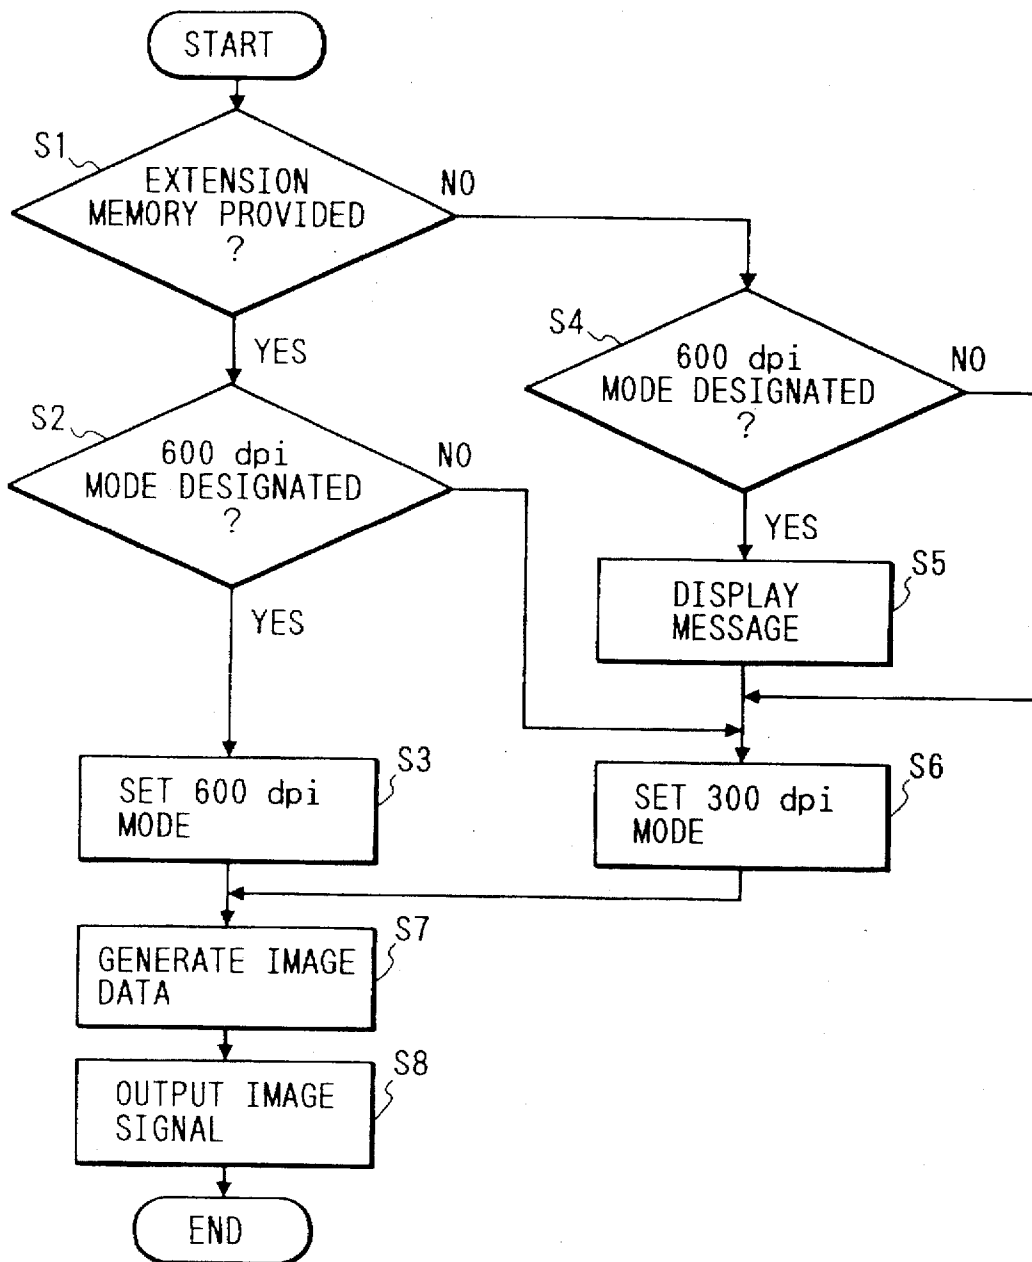 START
S1
EXTENSION
MEMORY PROVIDED
?
NO
YES
S2
600 dpi
MODE DESIGNATED
?
NO
YES
S4
600 dpi
MODE DESIGNATED
?
NO
YES
S5
DISPLAY
MESSAGE
S3
SET 600 dpi
MODE
S6
SET 300 dpi
MODE
S7
GENERATE IMAGE
DATA
S8
OUTPUT IMAGE
SIGNAL
END